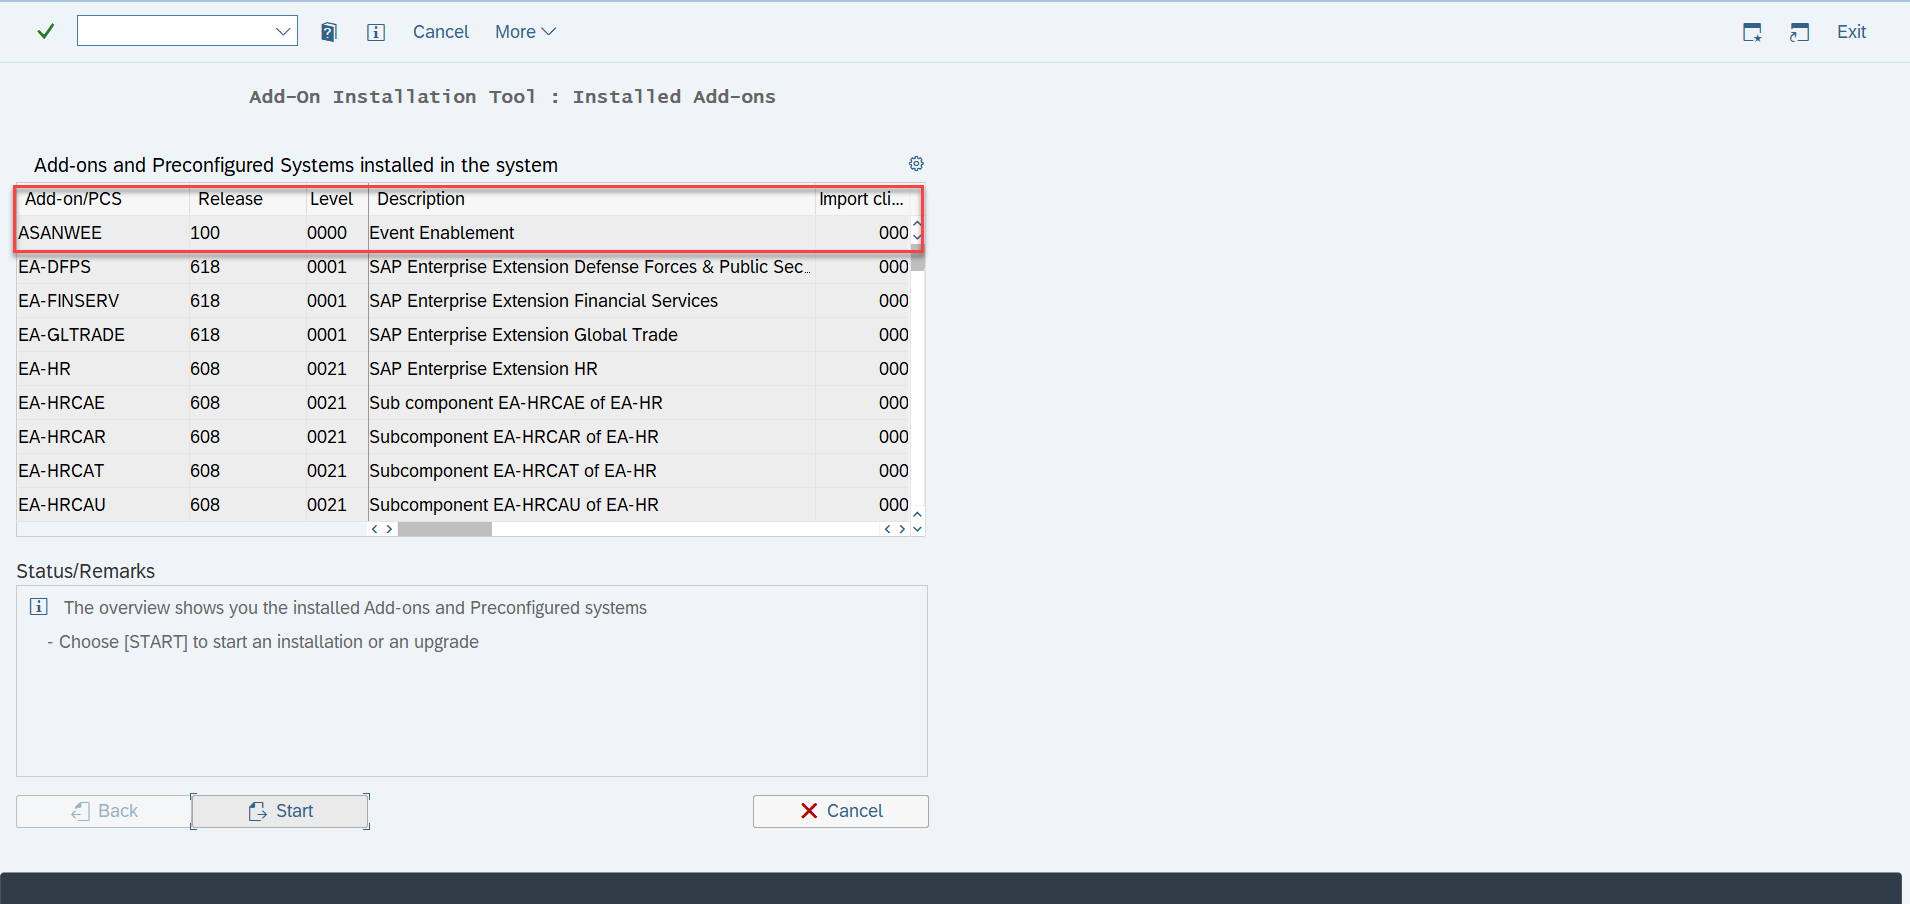 Cancel More Exit
Add-On Installation Tool : Installed Add-ons
Add-ons and Preconfigured Systems installed in the system
Add-on/PCS Release Level Description Import cli...
ASANWEE 100 0000 Event Enablement 000
EA-DFPS 618 0001 SAP Enterprise Extension Defense Forces & Public Sec... 000
EA-FINSERV 618 0001 SAP Enterprise Extension Financial Services 000
EA-GLTRADE 618 0001 SAP Enterprise Extension Global Trade 000
EA-HR 608 0021 SAP Enterprise Extension HR 000
EA-HRCAE 608 0021 Sub component EA-HRCAE of EA-HR 000
EA-HRCAR 608 0021 Subcomponent EA-HRCAR of EA-HR 000
EA-HRCAT 608 0021 Subcomponent EA-HRCAT of EA-HR 000
EA-HRCAU 608 0021 Subcomponent EA-HRCAU of EA-HR 000
Status/Remarks
The overview shows you the installed Add-ons and Preconfigured systems
- Choose [START] to start an installation or an upgrade
Back Start Cancel